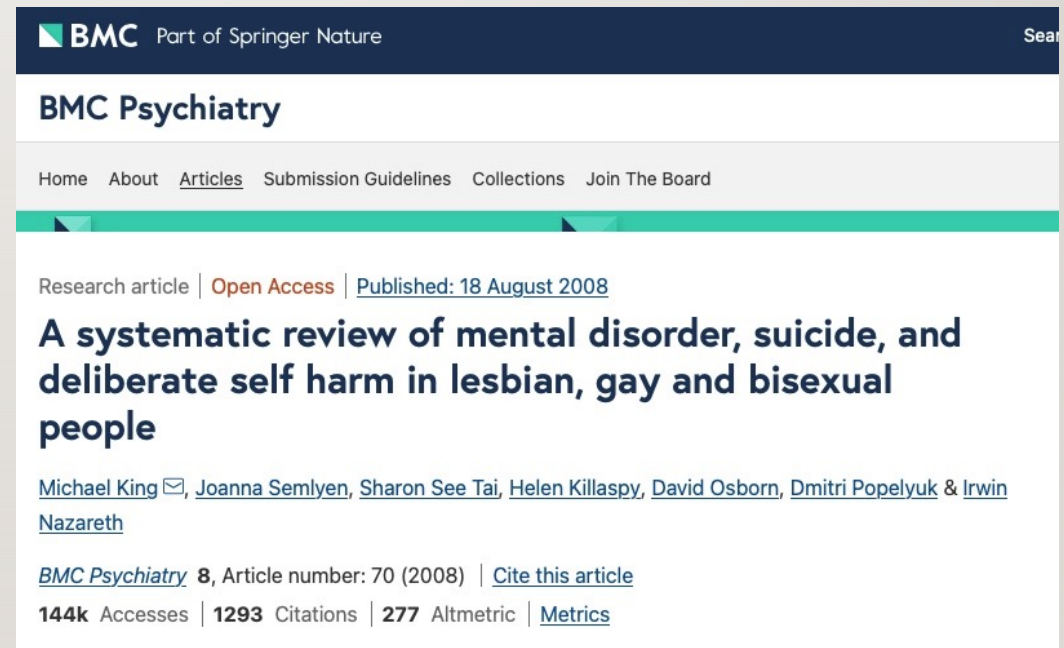 BMC Part of Springer Nature
Sear
BMC Psychiatry
Home About Articles Submission Guidelines Collections Join The Board
Research article | Open Access | Published: 18 August 2008
A systematic review of mental disorder, suicide, and
deliberate self harm in lesbian, gay and bisexual
people
Michael King, Joanna Semlyen, Sharon See Tai, Helen Killaspy, David Osborn, Dmitri Popelyuk & Irwin
Nazareth
BMC Psychiatry 8, Article number: 70 (2008) | Cite this article
144k Accesses | 1293 Citations | 277 Altmetric | Metrics